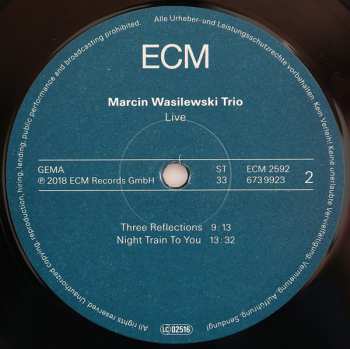 ECM
Marcin Wasilewski Trio
Live
GEMA ST ECM 2592
℗ 2018 ECM Records GmbH 33 673 9923 2
Three Reflections 9:13
Night Train To You 13:32
Alle Urheber- und Leistungsschutzrechte vorbehalten. Kein Verleih! Keine unerlaubte Vervielfältigung, Vermietung, Aufführung, Sendung!
LC 02516
All rights reserved. Unauthorized copying, reproduction, hiring, lending, public performance and broadcasting prohibited.